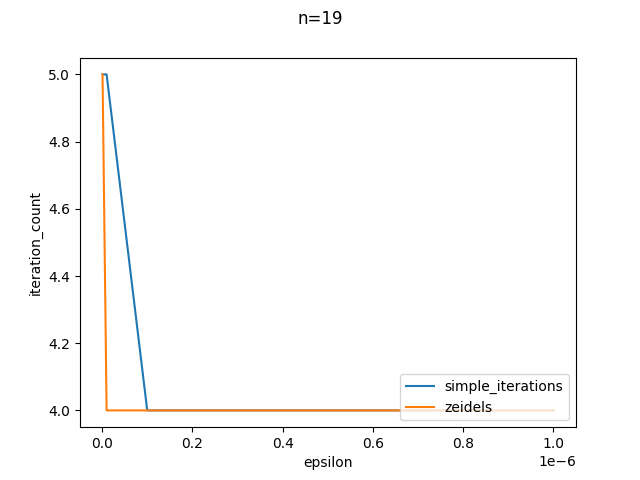 n=19
iteration_count
5.0
4.8
4.6
4.4
4.2
4.0
simple_iterations
zeidels
0.0 0.2 0.4 0.6 0.8 1.0
1e−6
epsilon